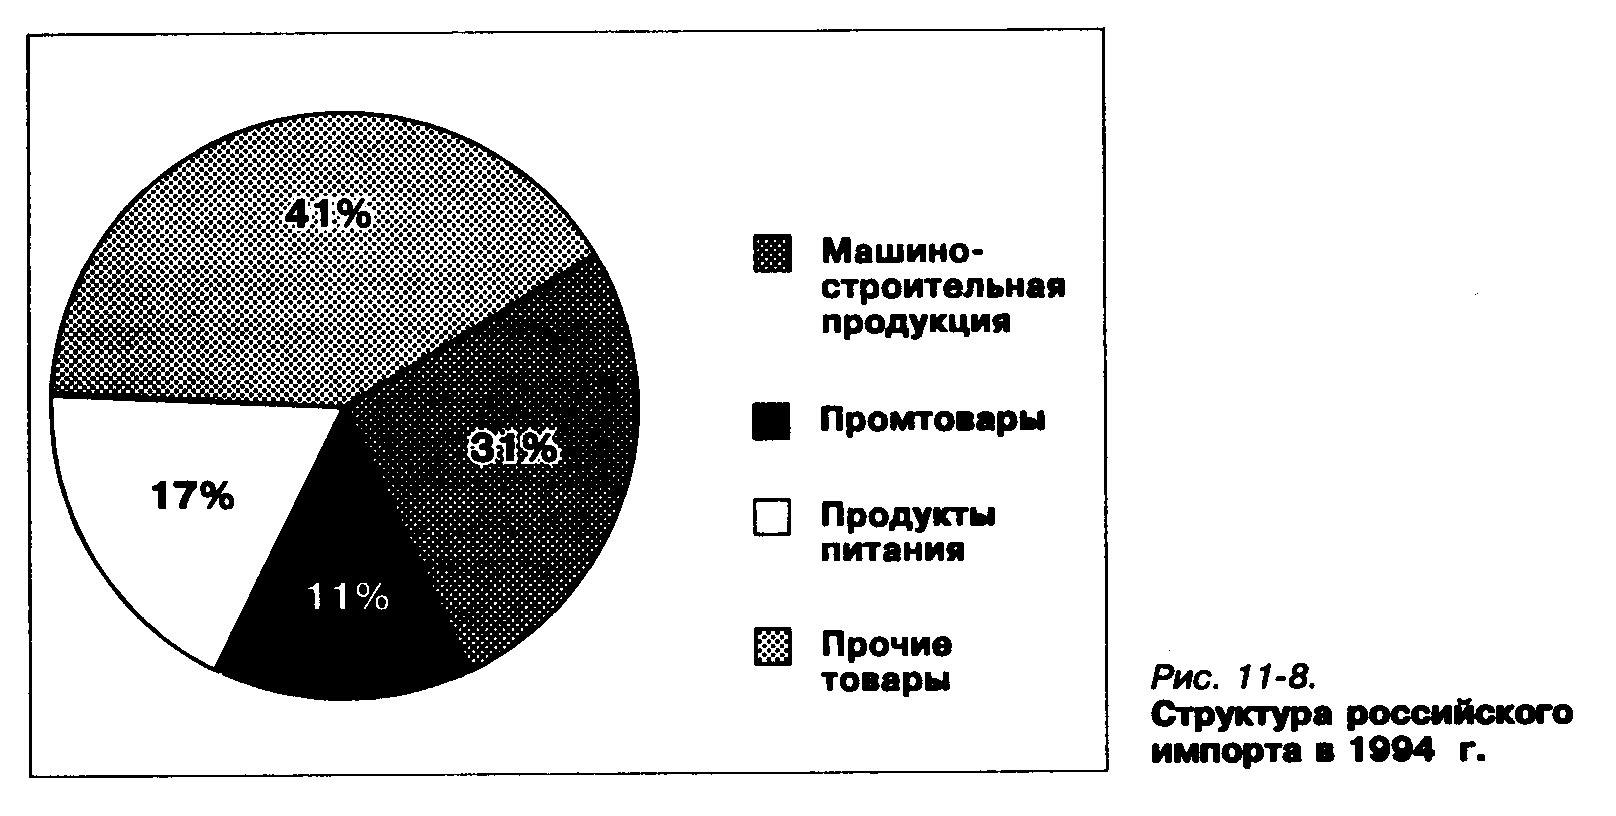 41%
31%
17%
11%
Машино-
строительная
продукция
Промтовары
Продукты
питания
Прочие
товары
Рис. 11-8.
Структура российского
импорта в 1994 г.